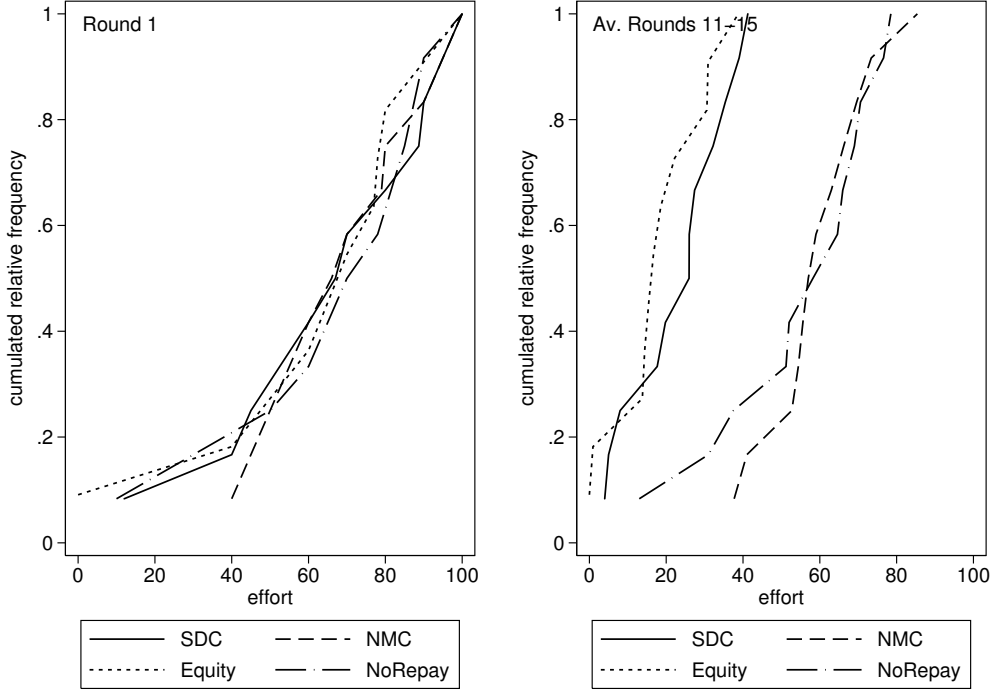 Round 1
cumulated relative frequency
1
.8
.6
.4
.2
0
0 20 40 60 80 100
effort
SDC NMC
Equity NoRepay
Av. Rounds 11-15
cumulated relative frequency
1
.8
.6
.4
.2
0
0 20 40 60 80 100
effort
SDC NMC
Equity NoRepay